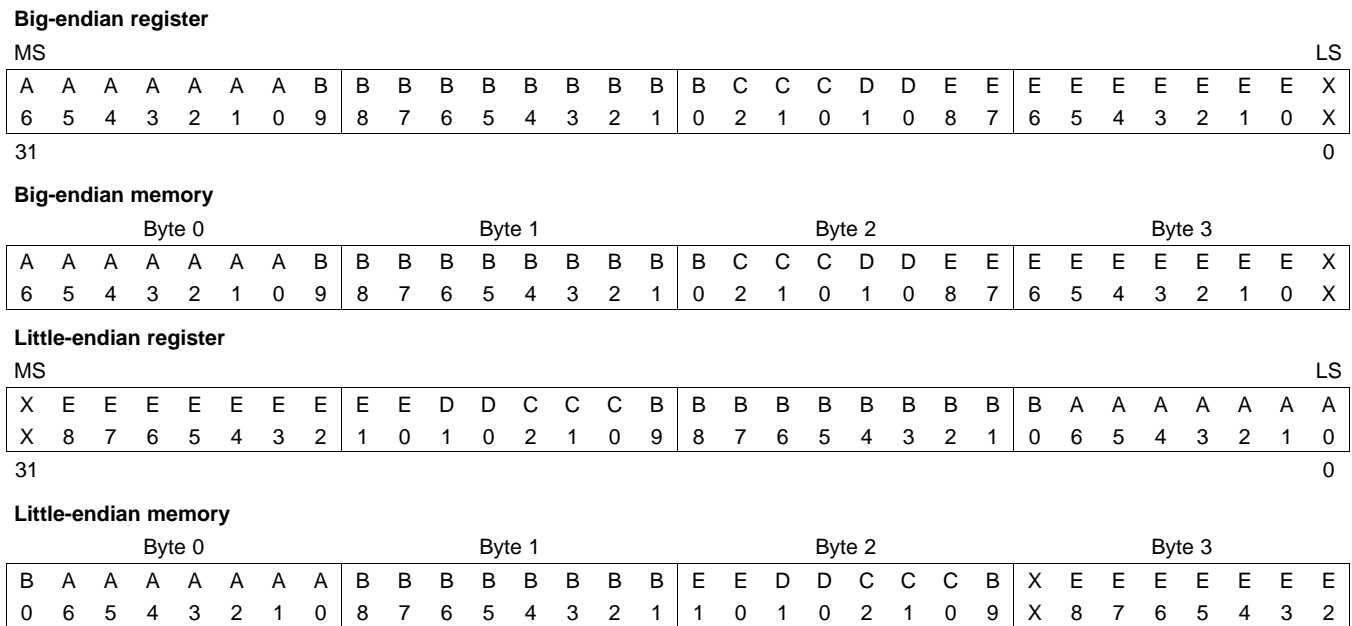 Big-endian register
MS LS
A A A A A A A B B B B B B B B B B C C C D D E E E E E E E E E X
6 5 4 3 2 1 0 9 8 7 6 5 4 3 2 1 0 2 1 0 1 0 8 7 6 5 4 3 2 1 0 X
31 0
Big-endian memory
Byte 0 Byte 1 Byte 2 Byte 3
A A A A A A A B B B B B B B B B B C C C D D E E E E E E E E E X
6 5 4 3 2 1 0 9 8 7 6 5 4 3 2 1 0 2 1 0 1 0 8 7 6 5 4 3 2 1 0 X
Little-endian register
MS LS
X E E E E E E E E E D D C C C B B B B B B B B B B A A A A A A A
X 8 7 6 5 4 3 2 1 0 1 0 2 1 0 9 8 7 6 5 4 3 2 1 0 6 5 4 3 2 1 0
31 0
Little-endian memory
Byte 0 Byte 1 Byte 2 Byte 3
B A A A A A A A B B B B B B B B E E D D C C C B X E E E E E E E
0 6 5 4 3 2 1 0 8 7 6 5 4 3 2 1 1 0 1 0 2 1 0 9 X 8 7 6 5 4 3 2